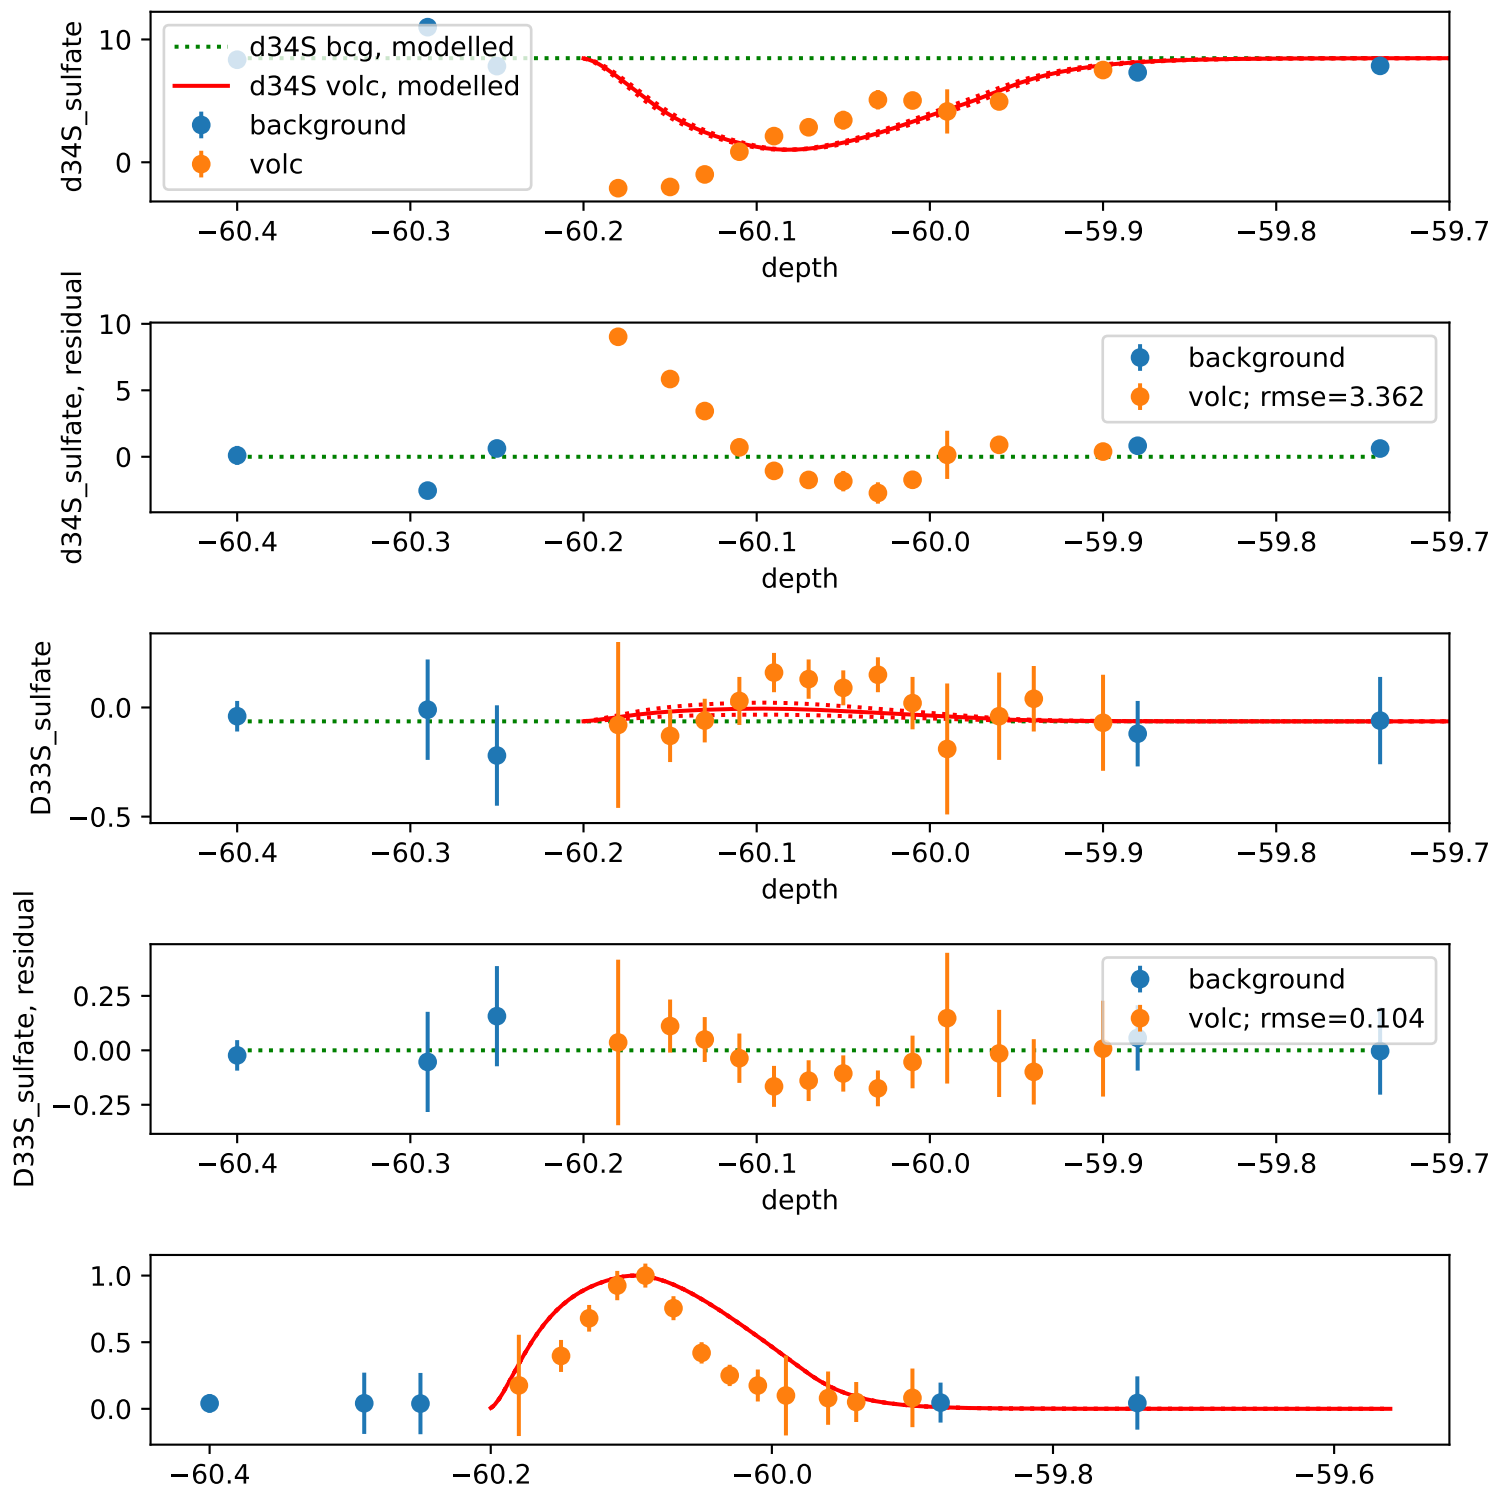 d34S_sulfate
10
0
d34S bcg, modelled
d34S volc, modelled
background
volc
−60.4 −60.3 −60.2 −60.1 −60.0 −59.9 −59.8 −59.7
depth
d34S_sulfate, residual
10
5
0
background
volc; rmse=3.362
−60.4 −60.3 −60.2 −60.1 −60.0 −59.9 −59.8 −59.7
depth
D33S_sulfate
0.0
−0.5
−60.4 −60.3 −60.2 −60.1 −60.0 −59.9 −59.8 −59.7
depth
D33S_sulfate, residual
0.25
0.00
−0.25
background
volc; rmse=0.104
−60.4 −60.3 −60.2 −60.1 −60.0 −59.9 −59.8 −59.7
depth
1.0
0.5
0.0
−60.4 −60.2 −60.0 −59.8 −59.6